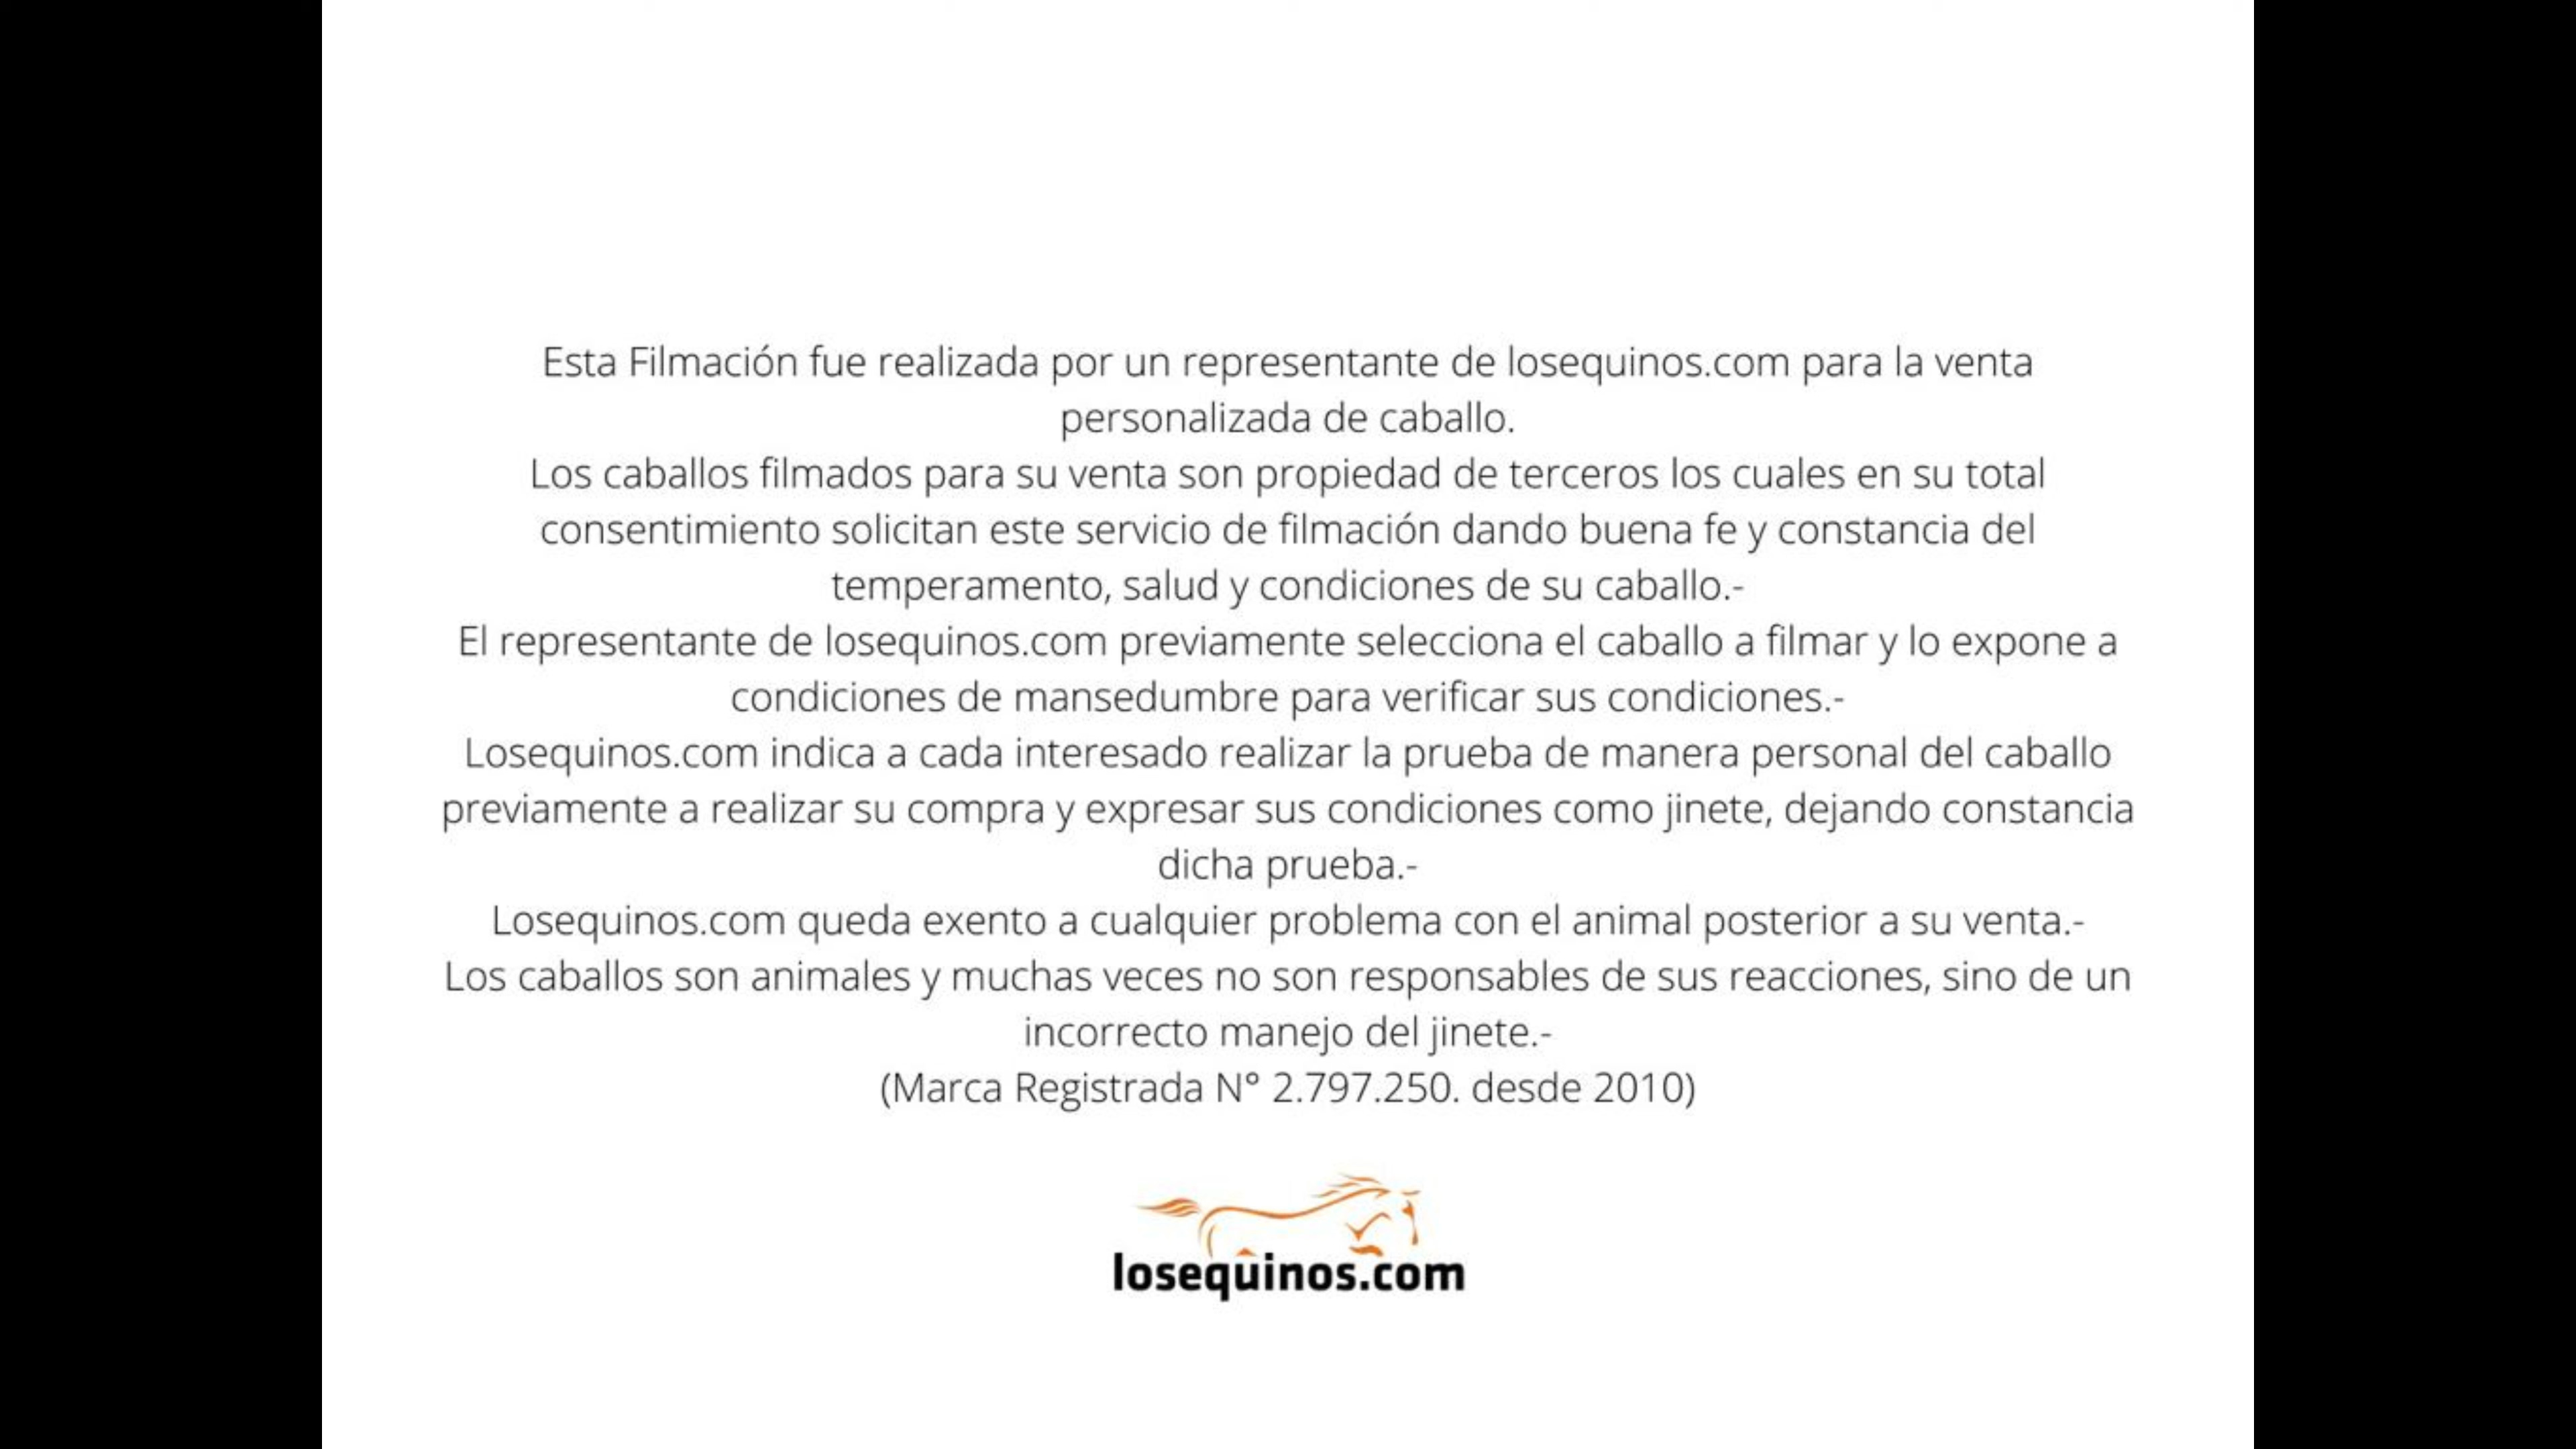 Esta Filmación fue realizada por un representante de losequinos.com para la venta
personalizada de caballo.
Los caballos filmados para su venta son propiedad de terceros los cuales en su total
consentimiento solicitan este servicio de filmación dando buena fe y constancia del
temperamento, salud y condiciones de su caballo.-
El representante de losequinos.com previamente selecciona el caballo a filmar y lo expone a
condiciones de mansedumbre para verificar sus condiciones.-
Losequinos.com indica a cada interesado realizar la prueba de manera personal del caballo
previamente a realizar su compra y expresar sus condiciones como jinete, dejando constancia
dicha prueba.-
Losequinos.com queda exento a cualquier problema con el animal posterior a su venta.-
Los caballos son animales y muchas veces no son responsables de sus reacciones, sino de un
incorrecto manejo del jinete.-
(Marca Registrada N° 2.797.250. desde 2010)
losequinos.com